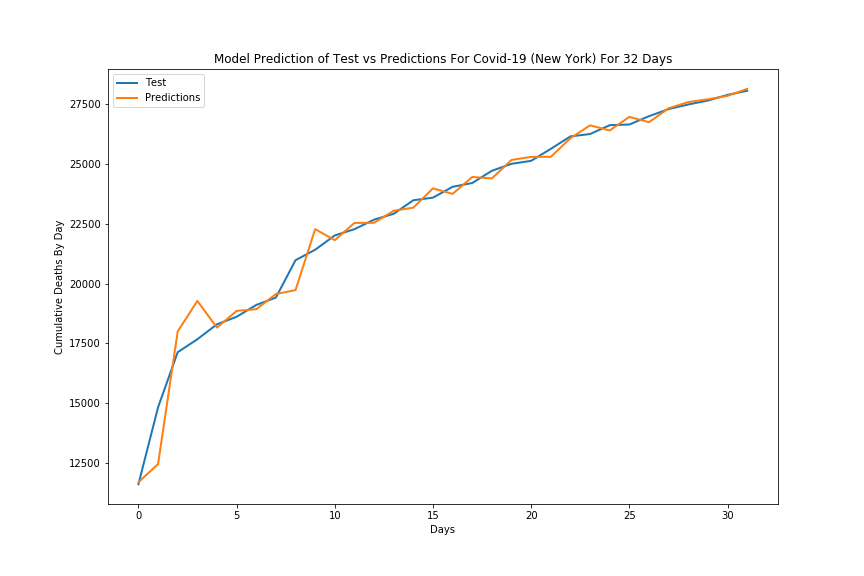 Model Prediction of Test vs Predictions For Covid-19 (New York) For 32 Days
Test
Predictions
27500
25000
22500
20000
17500
15000
12500
Cumulative Deaths By Day
0 5 10 15 20 25 30
Days